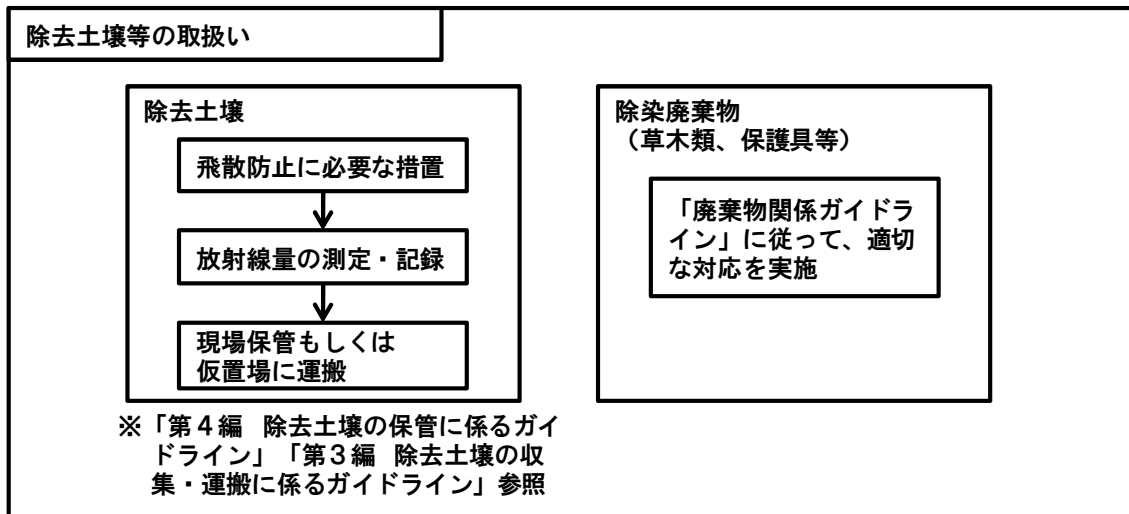 除去土壌等の取扱い
除去土壌
飛散防止に必要な措置
放射線量の測定・記録
現場保管もしくは
仮置場に運搬
※「第４編 除去土壌の保管に係るガイ
ドライン」「第３編 除去土壌の収
集・運搬に係るガイドライン」参照
除染廃棄物
（草木類、保護具等）
「廃棄物関係ガイドラ
イン」に従って、適切
な対応を実施